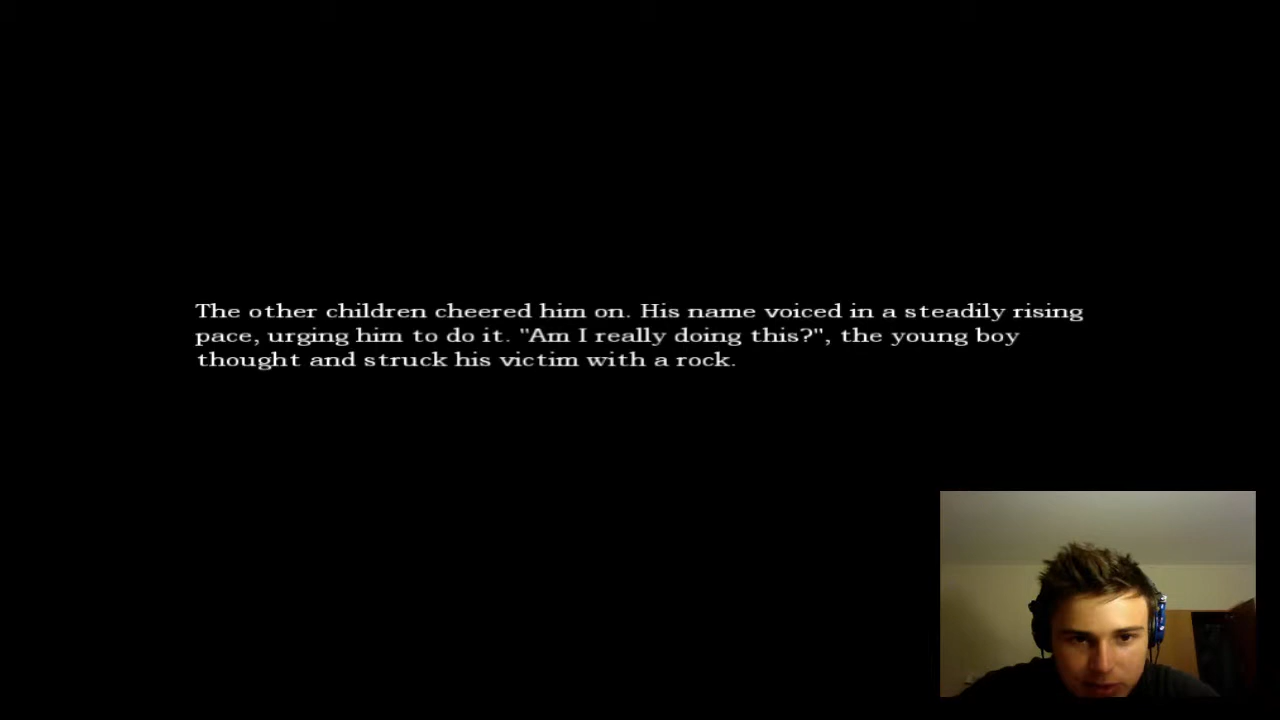 The other children cheered him on. His name voiced in a steadily rising
pace, urging him to do it. "Am I really doing this?", the young boy
thought and struck his victim with a rock.